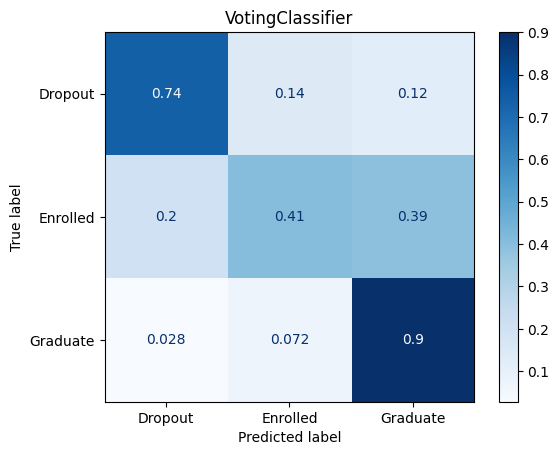 VotingClassifier
Dropout 0.74 0.14 0.12
Enrolled 0.2 0.41 0.39
Graduate 0.028 0.072 0.9
Dropout Enrolled Graduate
Predicted label
True label
0.9
0.8
0.7
0.6
0.5
0.4
0.3
0.2
0.1